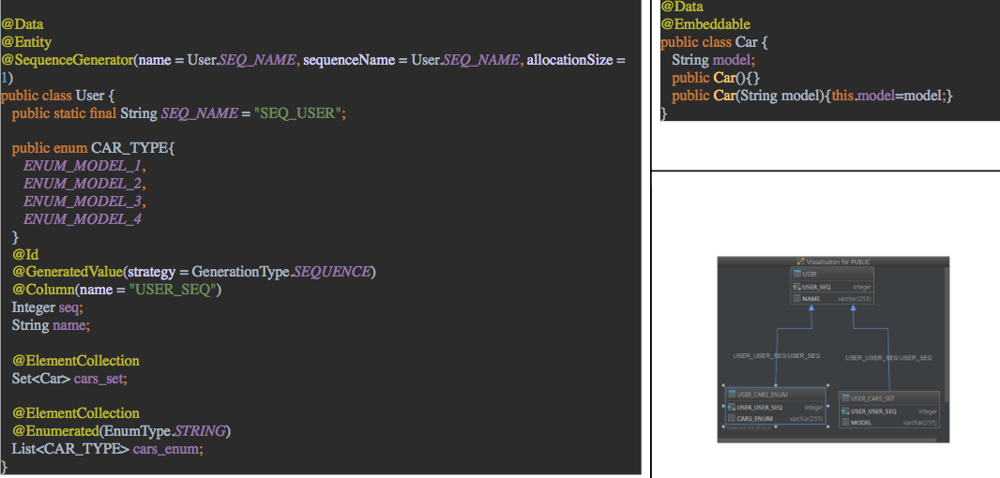 @Data
@Entity
@SequenceGenerator(name = User.SEQ_NAME, sequenceName = User.SEQ_NAME, allocationSize =
1)
public class User {
public static final String SEQ_NAME = "SEQ_USER";
public enum CAR_TYPE{
ENUM_MODEL_1,
ENUM_MODEL_2,
ENUM_MODEL_3,
ENUM_MODEL_4
}
@Id
@GeneratedValue(strategy = GenerationType.SEQUENCE)
@Column(name = "USER_SEQ")
Integer seq;
String name;
@ElementCollection
Set<Car> cars_set;
@ElementCollection
@Enumerated(EnumType.STRING)
List<CAR_TYPE> cars_enum;
}
@Data
@Embeddable
public class Car {
String model;
public Car(){}
public Car(String model){this.model=model;}
}
Visualisation for PUBLIC
USER
USER_SEQ integer
NAME varchar(255)
USER_USER_SEQ:USER_SEQ
USER_USER_SEQ:USER_SEQ
USER_CARS_ENUM
USER_USER_SEQ integer
CARS_ENUM varchar(255)
USER_CARS_SET
USER_USER_SEQ integer
MODEL varchar(255)